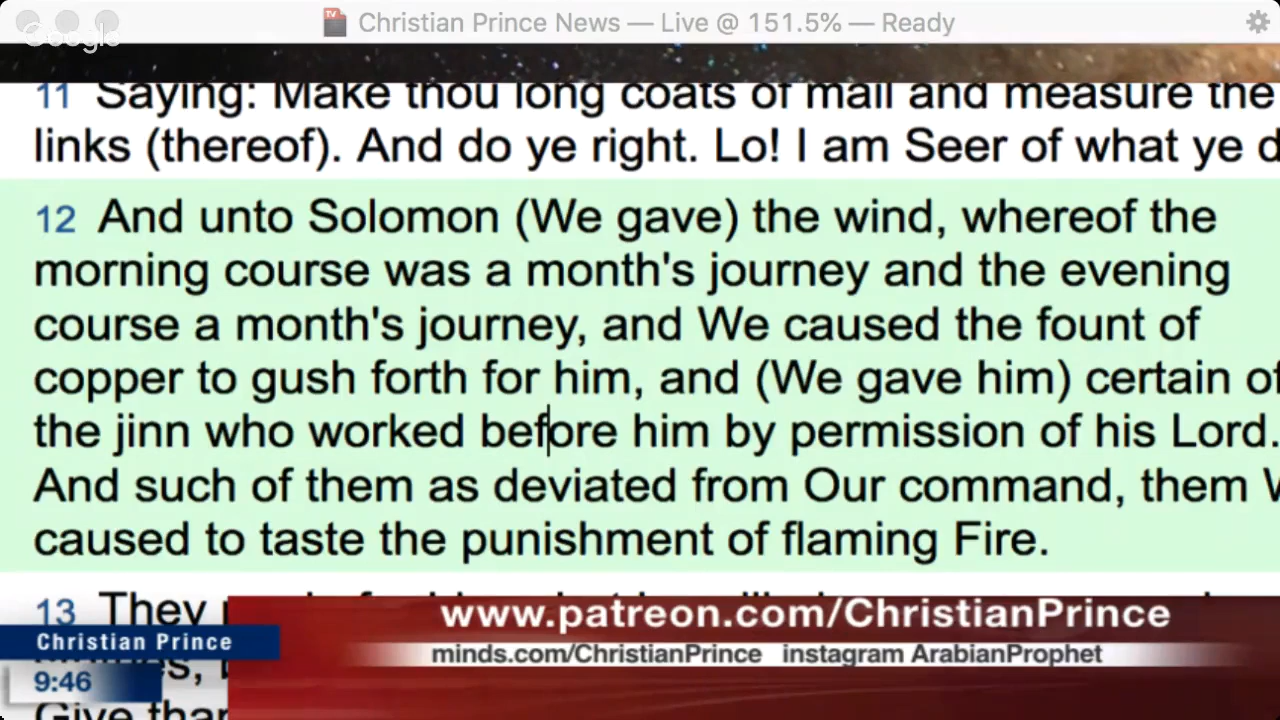 Christian Prince News — Live @ 151.5% — Ready
Google
11 Saying: Make thou long coats of mail and measure the
links (thereof). And do ye right. Lo! I am Seer of what ye d
12 And unto Solomon (We gave) the wind, whereof the
morning course was a month's journey and the evening
course a month's journey, and We caused the fount of
copper to gush forth for him, and (We gave him) certain of
the jinn who worked before him by permission of his Lord.
And such of them as deviated from Our command, them W
caused to taste the punishment of flaming Fire.
13 They
www.patreon.com/ChristianPrince
Christian Prince
minds.com/ChristianPrince instagram ArabianProphet
9:46
Give than